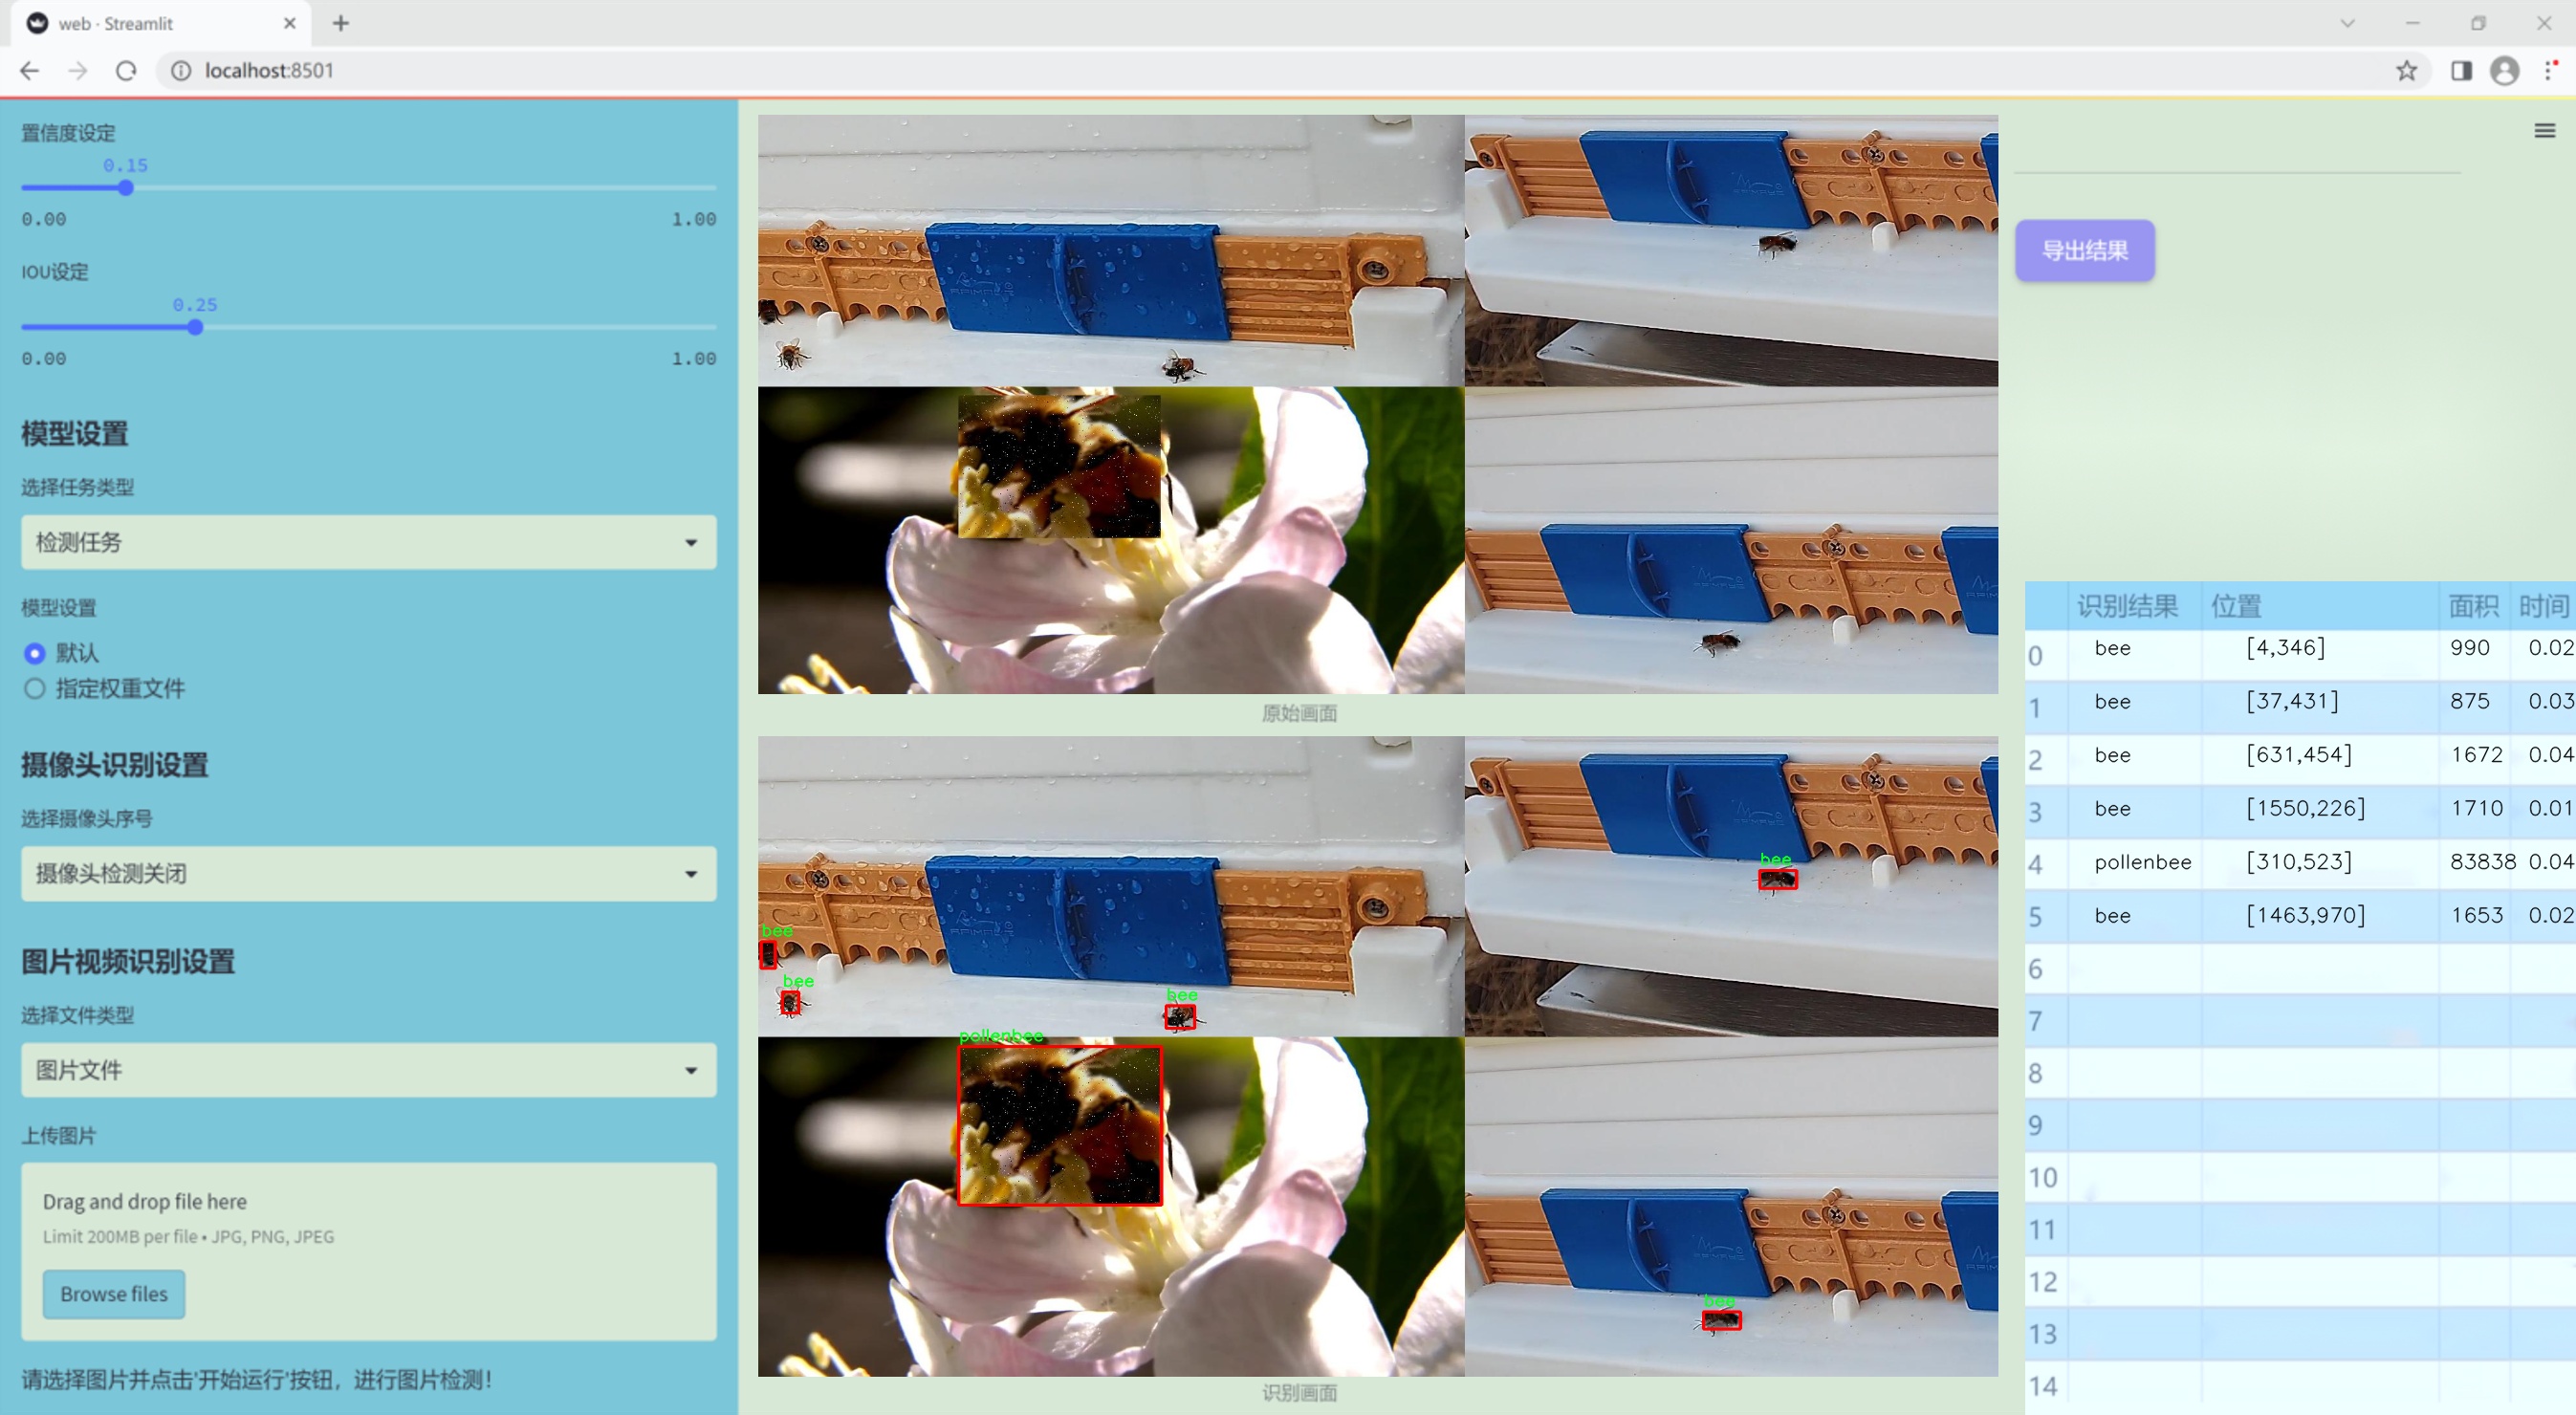 web · Streamlit
localhost:8501
置信度设定
0.15
0.00 1.00
IOU设定
0.25
0.00 1.00
模型设置
选择任务类型
检测任务
模型设置
默认
指定权重文件
摄像头识别设置
选择摄像头序号
摄像头检测关闭
图片视频识别设置
选择文件类型
图片文件
上传图片
Drag and drop file here
Limit 200MB per file • JPG, PNG, JPEG
Browse files
请选择图片并点击'开始运行'按钮，进行图片检测！
原始画面
bee
bee
bee
bee
pollenbee
bee
识别画面
导出结果
识别结果 位置 面积 时间
0 bee [4,346] 990 0.02
1 bee [37,431] 875 0.03
2 bee [631,454] 1672 0.04
3 bee [1550,226] 1710 0.01
4 pollenbee [310,523] 83838 0.04
5 bee [1463,970] 1653 0.02
6
7
8
9
10
11
12
13
14